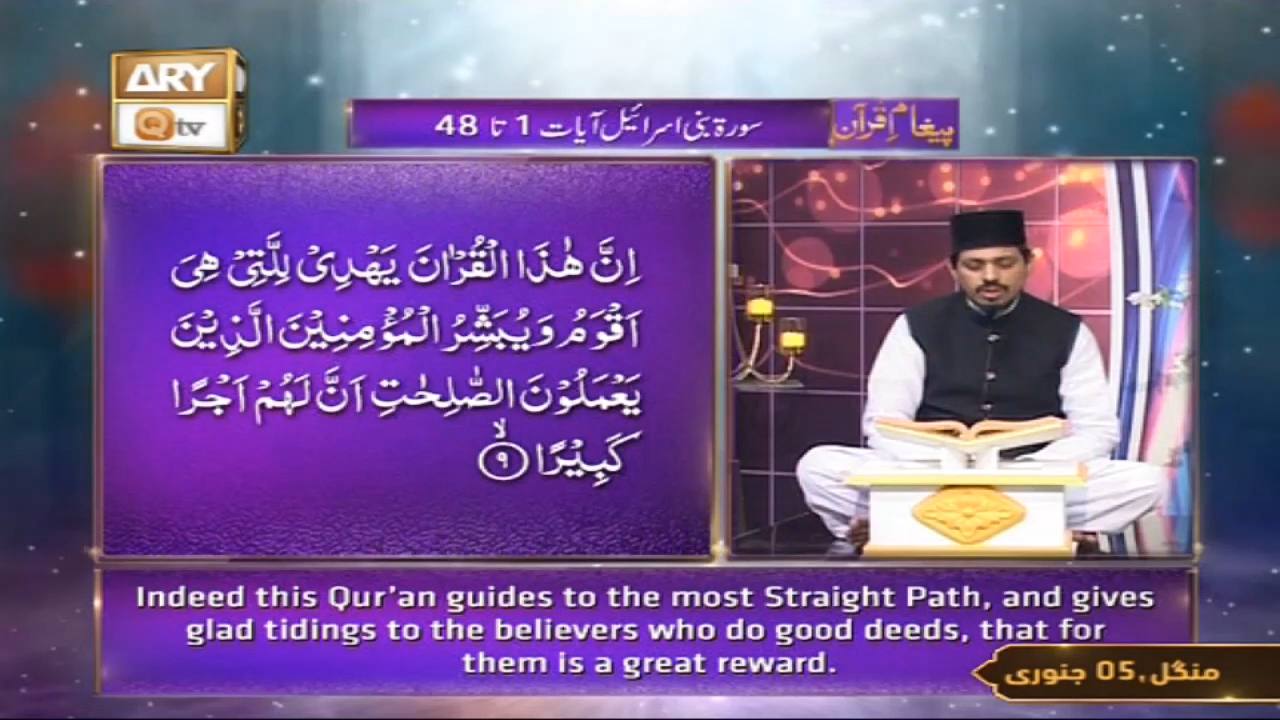 ARY
Qtv
پیغام قرآن
سورۃ بنی اسرائیل آیات 1 تا 48
اِنَّ هٰذَا الْقُرْاٰنَ يَهْدِىْ لِلَّتِىْ هِىَ
اَقْوَمُ وَيُبَشِّرُ الْمُؤْمِنِيْنَ الَّذِيْنَ
يَعْمَلُوْنَ الصّٰلِحٰتِ اَنَّ لَهُمْ اَجْرًا
كَبِيْرًا ۙ‏ ﴿۹﴾
Indeed this Qur'an guides to the most Straight Path, and gives
glad tidings to the believers who do good deeds, that for
them is a great reward.
منگل, 05 جنوری